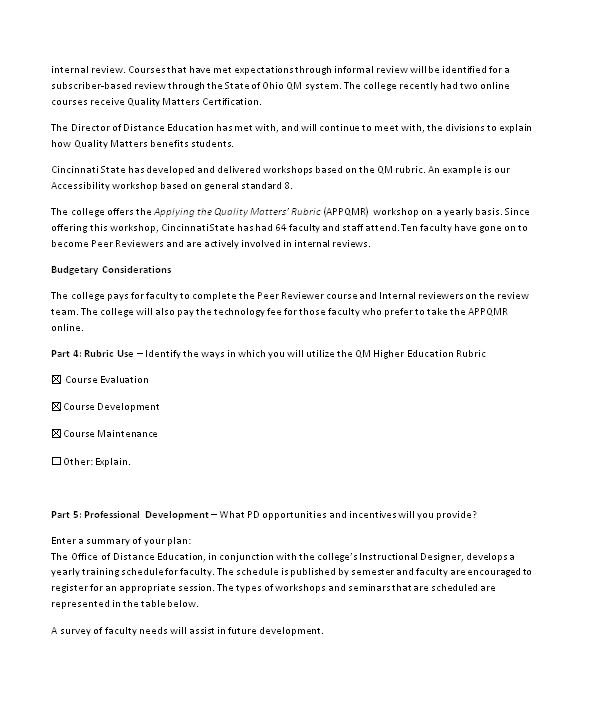 internal review. Courses that have met expectations through informal review will be identified for a
subscriber-based review through the State of Ohio QM system. The college recently had two online
courses receive Quality Matters Certification.
The Director of Distance Education has met with, and will continue to meet with, the divisions to explain
how Quality Matters benefits students.
Cincinnati State has developed and delivered workshops based on the QM rubric. An example is our
Accessibility workshop based on general standard 8.
The college offers the Applying the Quality Matters' Rubric (APPQMR) workshop on a yearly basis. Since
offering this workshop, Cincinnati State has had 64 faculty and staff attend. Ten faculty have gone on to
become Peer Reviewers and are actively involved in internal reviews.
Budgetary Considerations
The college pays for faculty to complete the Peer Reviewer course and Internal reviewers on the review
team. The college will also pay the technology fee for those faculty who prefer to take the APPQMR
online.
Part 4: Rubric Use – Identify the ways in which you will utilize the QM Higher Education Rubric
☒ Course Evaluation
☒ Course Development
☒ Course Maintenance
☐ Other: Explain.
Part 5: Professional Development – What PD opportunities and incentives will you provide?
Enter a summary of your plan:
The Office of Distance Education, in conjunction with the college's Instructional Designer, develops a
yearly training schedule for faculty. The schedule is published by semester and faculty are encouraged to
register for an appropriate session. The types of workshops and seminars that are scheduled are
represented in the table below.
A survey of faculty needs will assist in future development.